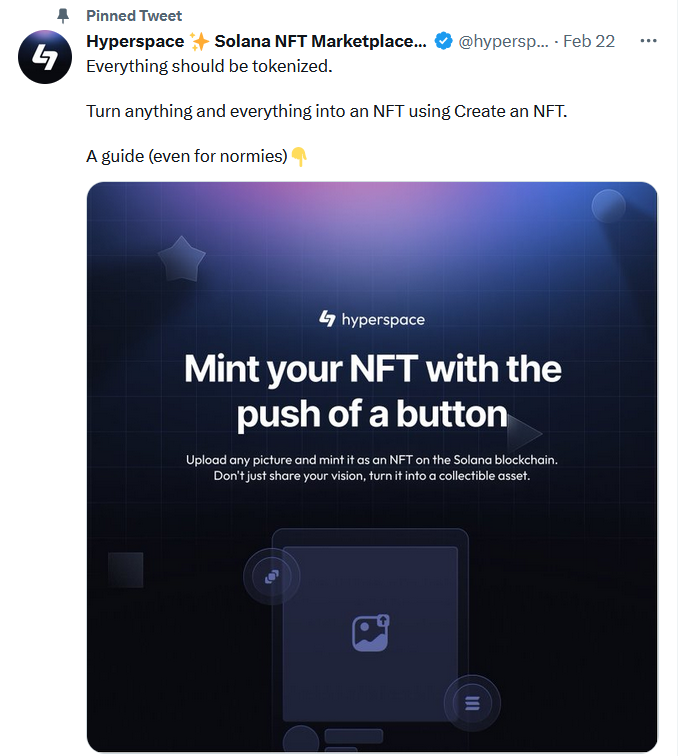 Pinned Tweet
Hyperspace ✨ Solana NFT Marketplace... @hypersp... · Feb 22
Everything should be tokenized.
Turn anything and everything into an NFT using Create an NFT.
A guide (even for normies)👇
hyperspace
Mint your NFT with the
push of a button
Upload any picture and mint it as an NFT on the Solana blockchain.
Don't just share your vision, turn it into a collectible asset.